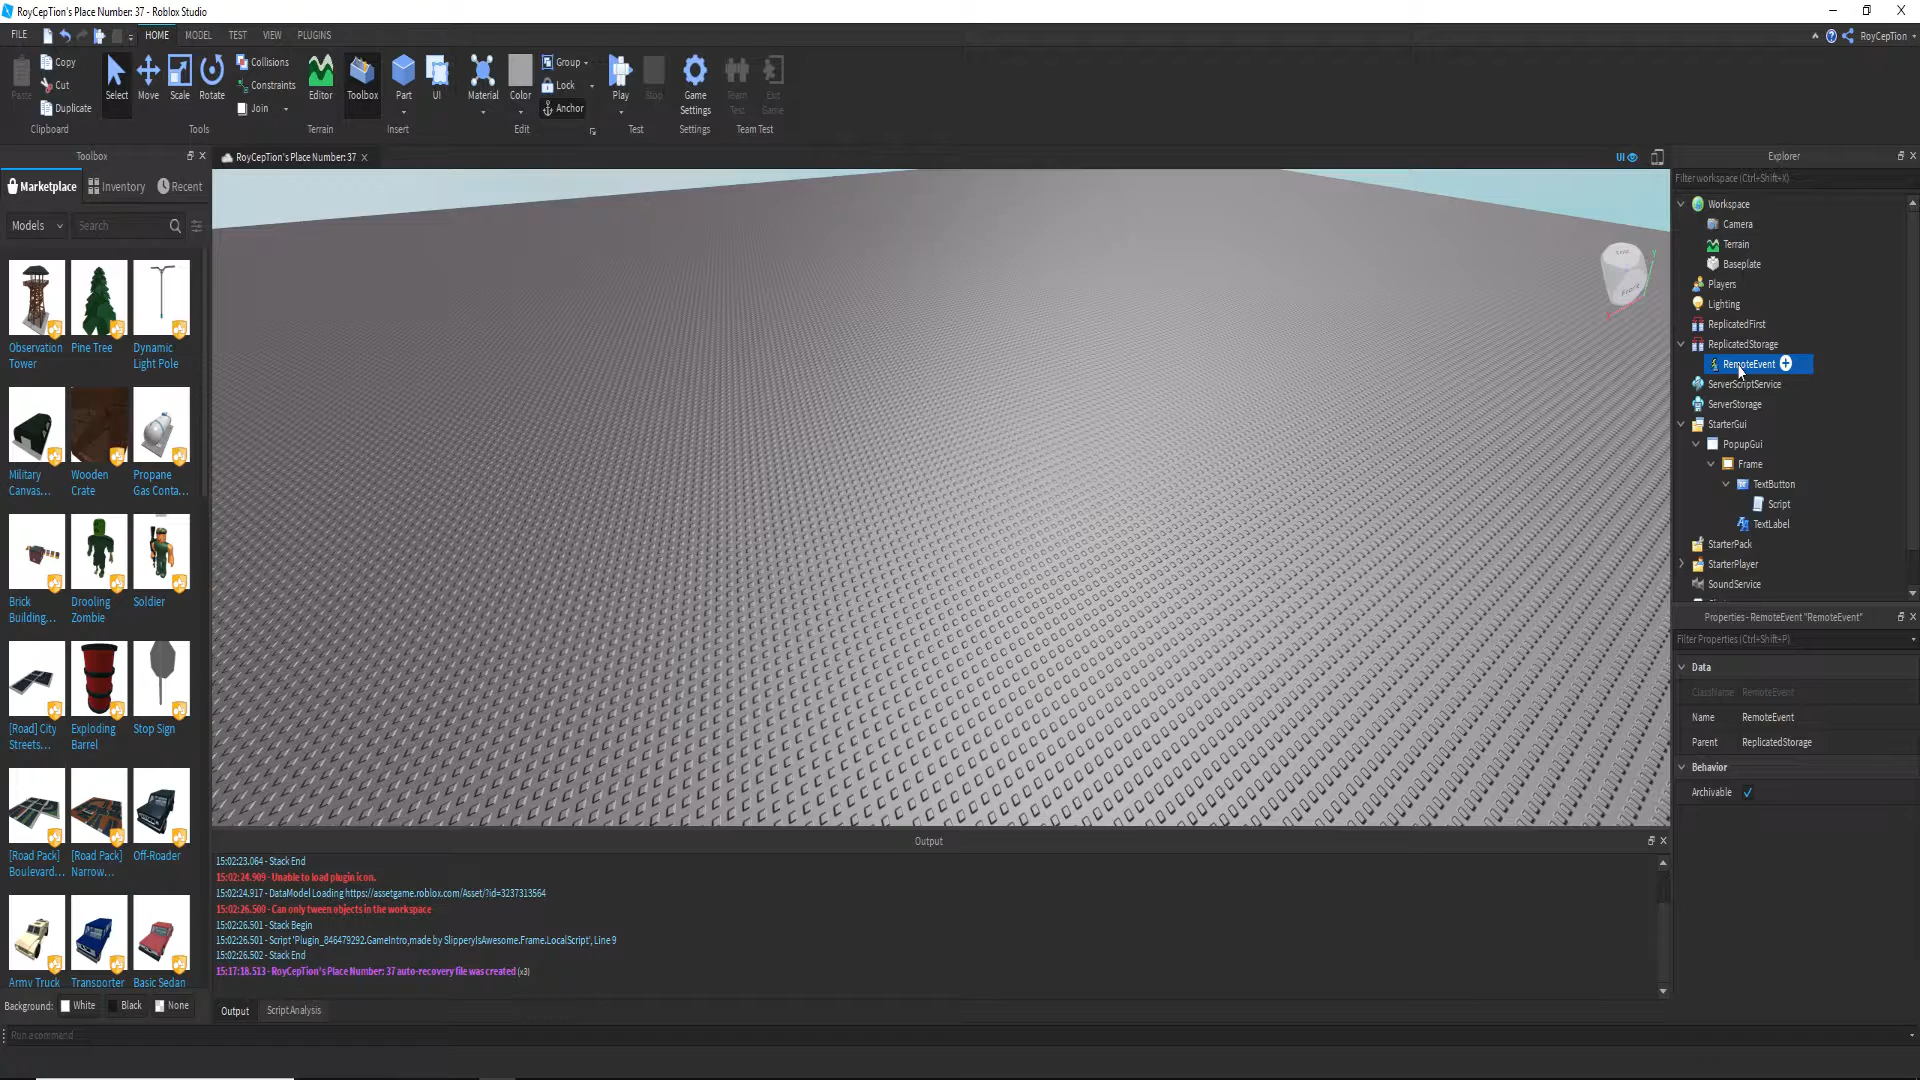 RoyCepTion's Place Number: 37 - Roblox Studio
FILE
HOME
MODEL
TEST
VIEW
PLUGINS
RoyCepTion
Paste
Copy
Cut
Duplicate
Clipboard
Select
Move
Scale
Rotate
Collisions
Constraints
Join
Tools
Editor
Terrain
Toolbox
Part
UI
Insert
Material
Color
Group
Lock
Anchor
Edit
Play
Stop
Test
Game
Settings
Settings
Team
Test
Exit
Game
Team Test
Toolbox
Marketplace
Inventory
Recent
Models
Search
Observation
Tower
Pine Tree
Dynamic
Light Pole
Military
Canvas...
Wooden
Crate
Propane
Gas Conta...
Brick
Building...
Drooling
Zombie
Soldier
[Road] City
Streets...
Exploding
Barrel
Stop Sign
[Road Pack]
Boulevard...
[Road Pack]
Narrow...
Off-Roader
Army Truck
Transporter
Basic Sedan
Background:
White
Black
None
RoyCepTion's Place Number: 37
UI
Front
Output
15:02:23.064 - Stack End
15:02:24.909 - Unable to load plugin icon.
15:02:24.917 - DataModel Loading https://assetgame.roblox.com/Asset/?id=3237313564
15:02:26.500 - Can only tween objects in the workspace
15:02:26.501 - Stack Begin
15:02:26.501 - Script 'Plugin_846479292.GameIntro,made by SlipperyIsAwesome.Frame.LocalScript', Line 9
15:02:26.502 - Stack End
15:17:18.513 - RoyCepTion's Place Number: 37 auto-recovery file was created (x3)
Output
Script Analysis
Run a command
Explorer
Filter workspace (Ctrl+Shift+X)
Workspace
Camera
Terrain
Baseplate
Players
Lighting
ReplicatedFirst
ReplicatedStorage
RemoteEvent
ServerScriptService
ServerStorage
StarterGui
PopupGui
Frame
TextButton
Script
TextLabel
StarterPack
StarterPlayer
SoundService
Properties - RemoteEvent "RemoteEvent"
Filter Properties (Ctrl+Shift+P)
Data
ClassName RemoteEvent
Name RemoteEvent
Parent ReplicatedStorage
Behavior
Archivable